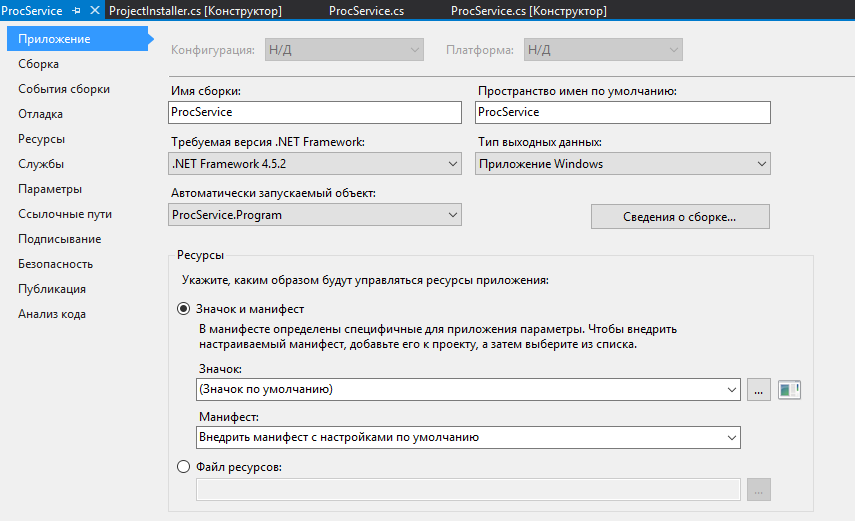 ProcService ProjectInstaller.cs [Конструктор] ProcService.cs ProcService.cs [Конструктор]
Приложение
Сборка
События сборки
Отладка
Ресурсы
Службы
Параметры
Ссылочные пути
Подписывание
Безопасность
Публикация
Анализ кода
Конфигурация: Н/Д Платформа: Н/Д
Имя сборки: Пространство имен по умолчанию:
ProcService ProcService
Требуемая версия .NET Framework: Тип выходных данных:
.NET Framework 4.5.2 Приложение Windows
Автоматически запускаемый объект:
ProcService.Program Сведения о сборке...
Ресурсы
Укажите, каким образом будут управляться ресурсы приложения:
Значок и манифест
В манифесте определены специфичные для приложения параметры. Чтобы внедрить
настраиваемый манифест, добавьте его к проекту, а затем выберите из списка.
Значок:
(Значок по умолчанию) ...
Манифест:
Внедрить манифест с настройками по умолчанию
Файл ресурсов:
...